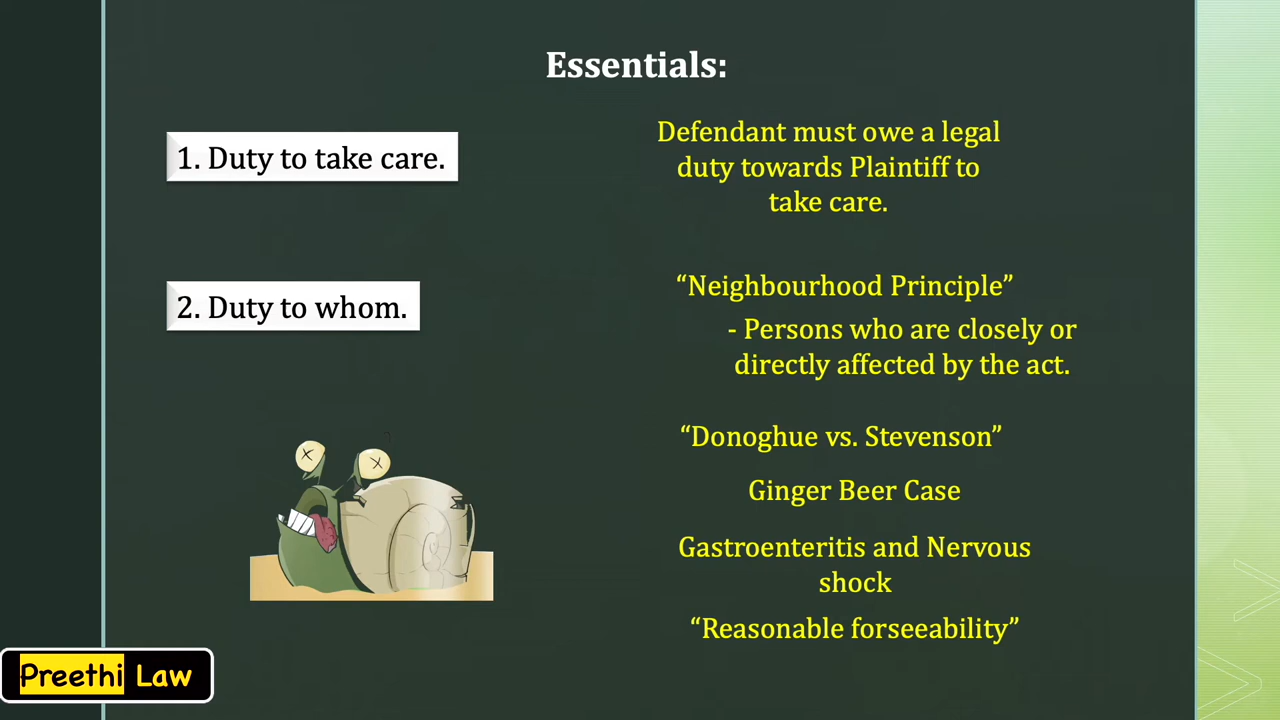 Essentials:
1. Duty to take care.
Defendant must owe a legal
duty towards Plaintiff to
take care.
2. Duty to whom.
“Neighbourhood Principle”
- Persons who are closely or
directly affected by the act.
“Donoghue vs. Stevenson”
Ginger Beer Case
Gastroenteritis and Nervous
shock
“Reasonable forseeability”
Preethi Law